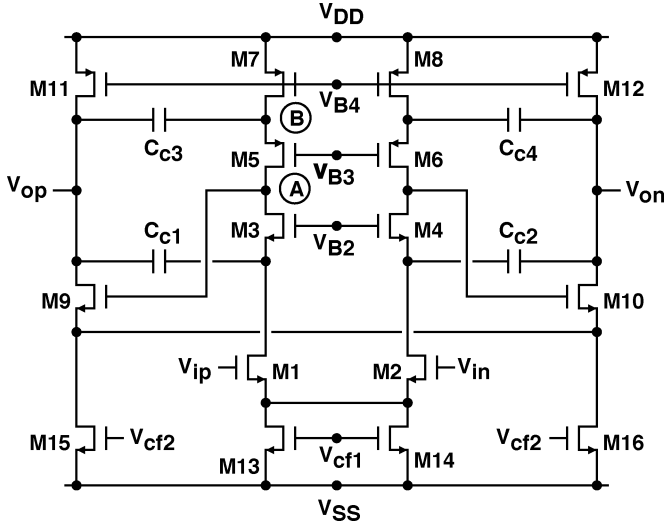 VDD
M7 M8
M11 VB4 M12
B
Cc3 Cc4
M5 VB3 M6
Vop A Von
Cc1 M3 VB2 M4 Cc2
M9 M10
Vip M1 M2 Vin
M15 Vcf2 Vcf1 Vcf2 M16
M13 M14
VSS